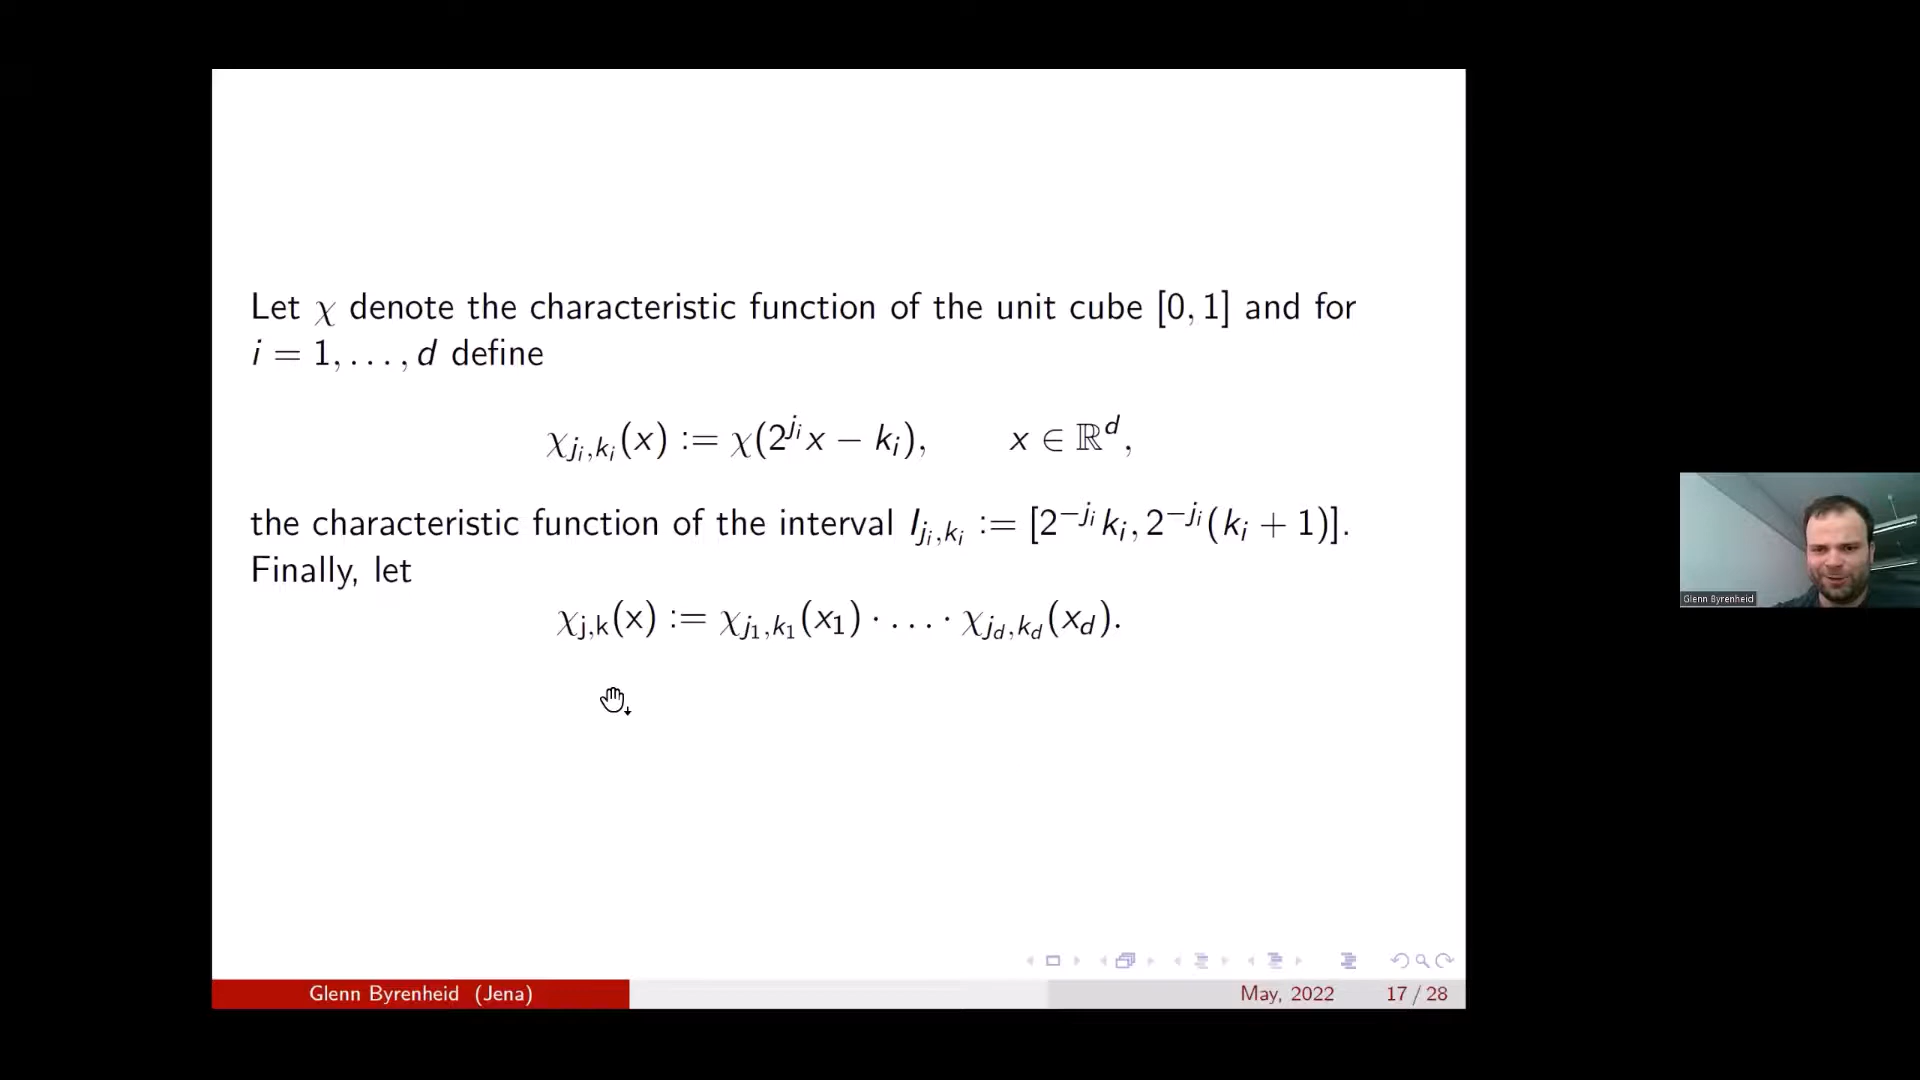 Let χ denote the characteristic function of the unit cube [0, 1] and for
i = 1, . . . , d define
χ_{j_i,k_i}(x) := χ(2^{j_i}x − k_i), x ∈ ℝ^d,
the characteristic function of the interval I_{j_i,k_i} := [2^{−j_i}k_i, 2^{−j_i}(k_i + 1)].
Finally, let
χ_{j,k}(x) := χ_{j_1,k_1}(x_1) · . . . · χ_{j_d,k_d}(x_d).
Glenn Byrenheid
Glenn Byrenheid (Jena) May, 2022 17 / 28